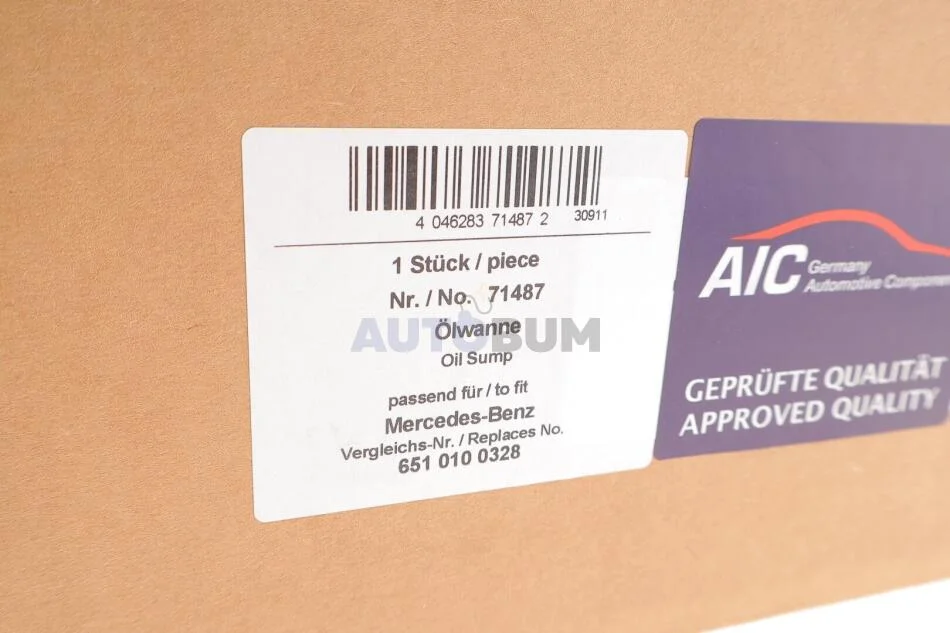 4 046283 71487 2 30911
1 Stück / piece
Nr. / No. 71487
Ölwanne
AUTOBUM
Oil Sump
passend für / to fit
Mercedes-Benz
Vergleichs-Nr. / Replaces No.
651 010 0328
AIC Germany
Automotive Compone
GEPRÜFTE QUALITÄT
APPROVED QUALITY